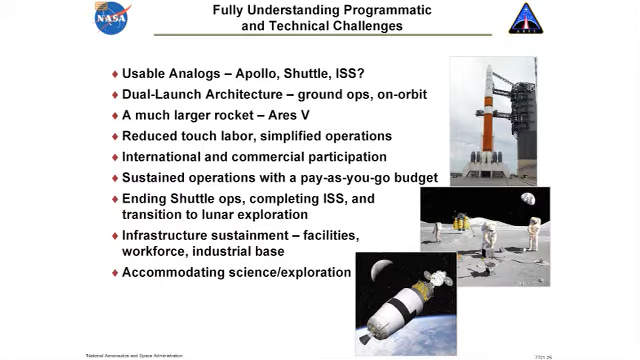 Fully Understanding Programmatic
and Technical Challenges
NASA
ARES
Usable Analogs – Apollo, Shuttle, ISS?
Dual-Launch Architecture – ground ops, on-orbit
A much larger rocket – Ares V
Reduced touch labor, simplified operations
International and commercial participation
Sustained operations with a pay-as-you-go budget
Ending Shuttle ops, completing ISS, and
transition to lunar exploration
Infrastructure sustainment – facilities,
workforce, industrial base
Accommodating science/exploration
National Aeronautics and Space Administration